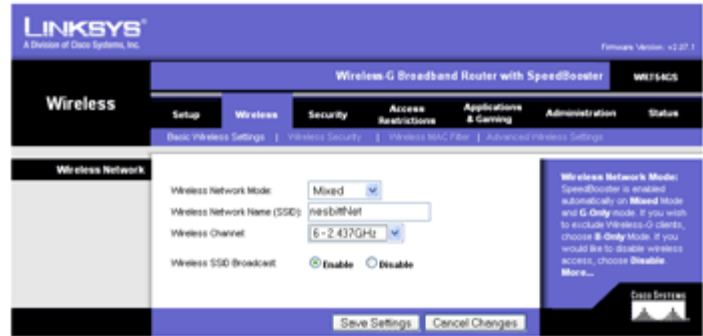 LINKSYS®
A Division of Cisco Systems, Inc.
Firmware Version: v2.07.1
Wireless-G Broadband Router with SpeedBooster WRT54GS
Wireless
Setup Wireless Security Access Restrictions Applications & Gaming Administration Status
Basic Wireless Settings | Wireless Security | Wireless MAC Filter | Advanced Wireless Settings
Wireless Network
Wireless Network Mode: Mixed
Wireless Network Name (SSID): nesbittNet
Wireless Channel: 6 - 2.437GHz
Wireless SSID Broadcast: Enable Disable
Wireless Network Mode:
SpeedBooster is enabled
automatically on Mixed Mode
and G-Only mode. If you wish
to exclude Wireless-G clients,
choose B-Only Mode. If you
would like to disable wireless
access, choose Disable.
More...
CISCO SYSTEMS
Save Settings Cancel Changes